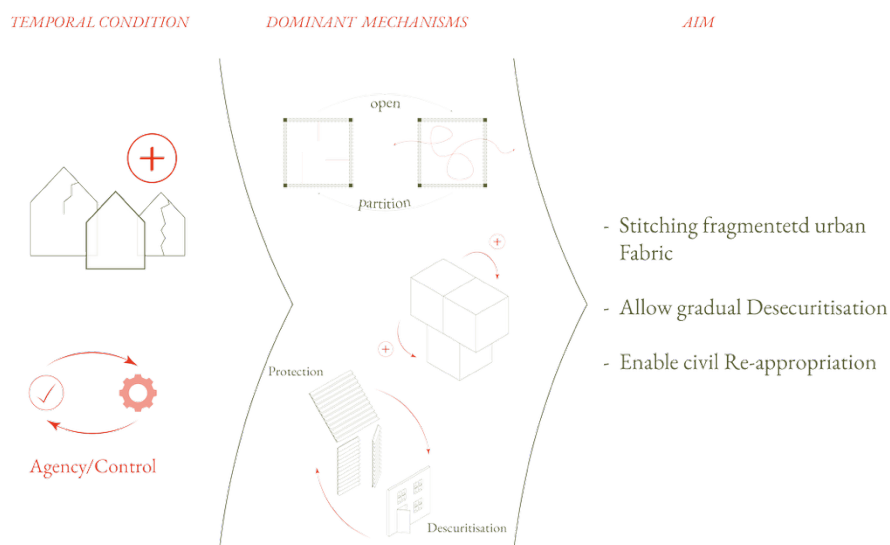 TEMPORAL CONDITION
DOMINANT MECHANISMS
AIM
open
partition
Protection
Descuritisation
Agency/Control
- Stitching fragmentetd urban
Fabric
- Allow gradual Desecuritisation
- Enable civil Re-appropriation